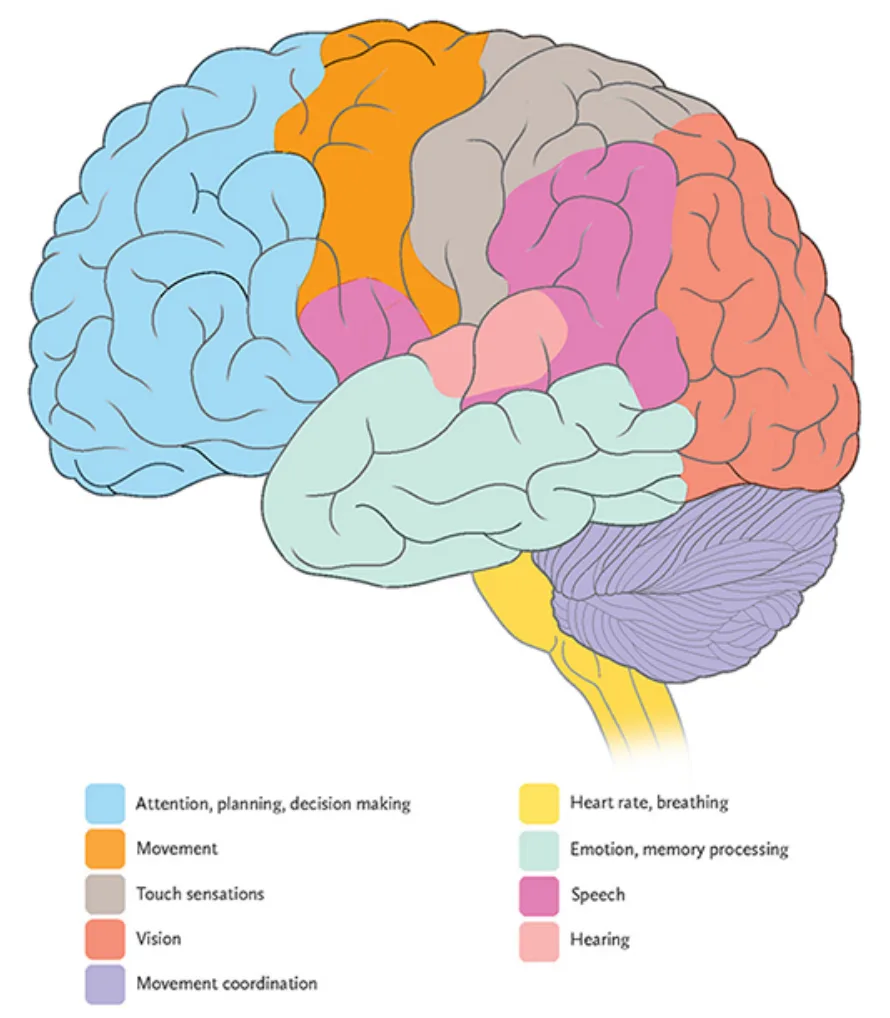 Attention, planning, decision making
Movement
Touch sensations
Vision
Movement coordination
Heart rate, breathing
Emotion, memory processing
Speech
Hearing